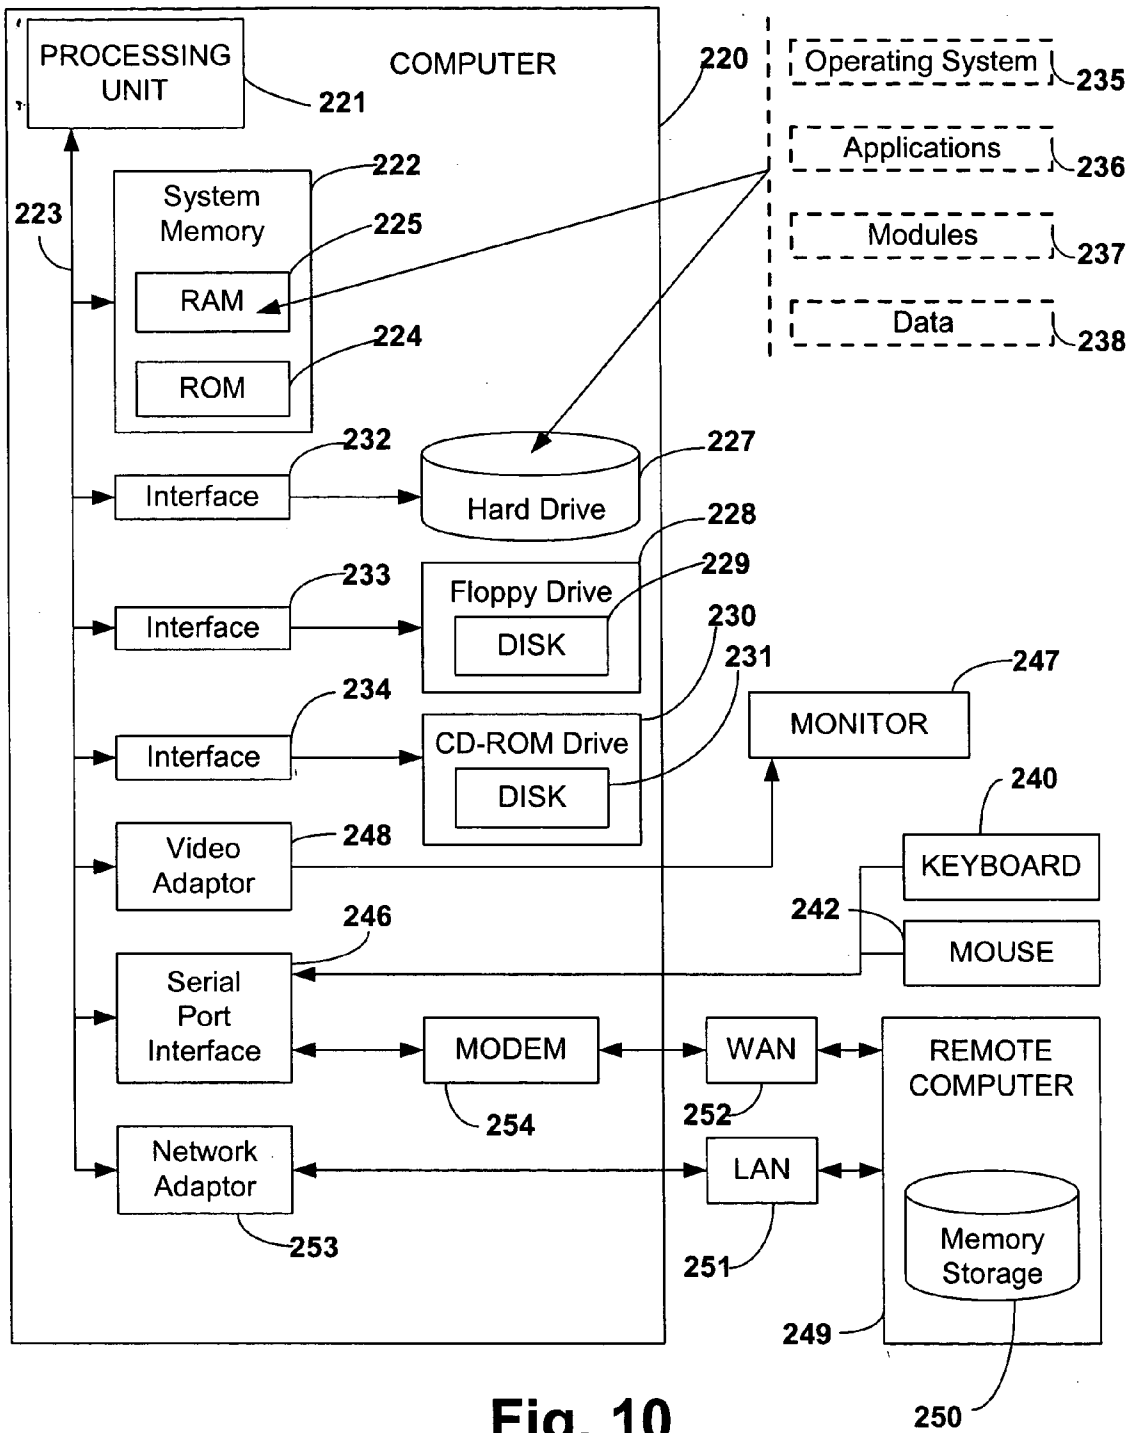 PROCESSING
UNIT
COMPUTER
220
Operating System
235
221
Applications
236
222
System
Memory
223
225
Modules
237
RAM
Data
238
224
ROM
232
227
Interface
Hard Drive
228
233
229
Floppy Drive
Interface
DISK
230
231
234
247
MONITOR
CD-ROM Drive
Interface
DISK
240
248
Video
Adaptor
KEYBOARD
242
246
MOUSE
Serial
Port
Interface
MODEM
WAN
REMOTE
COMPUTER
254
252
Network
Adaptor
LAN
253
251
Memory
Storage
249
250
Fig. 10